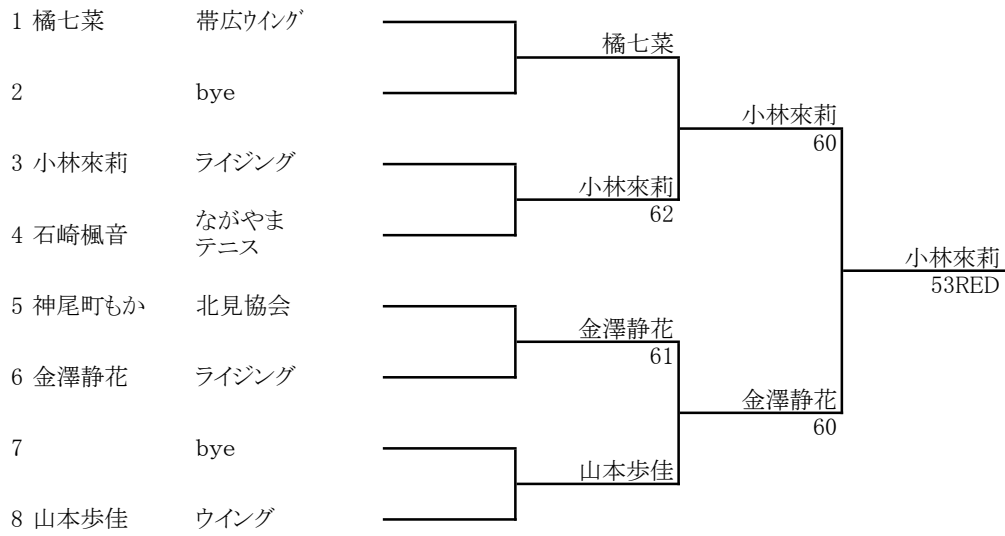 1 橘七菜 帯広ウイング
橘七菜
2 bye
小林來莉
60
3 小林來莉 ライジング
小林來莉
62
4 石崎楓音 ながやま
テニス
小林來莉
53RED
5 神尾町もか 北見協会
金澤静花
61
6 金澤静花 ライジング
金澤静花
60
7 bye
山本歩佳
8 山本歩佳 ウイング